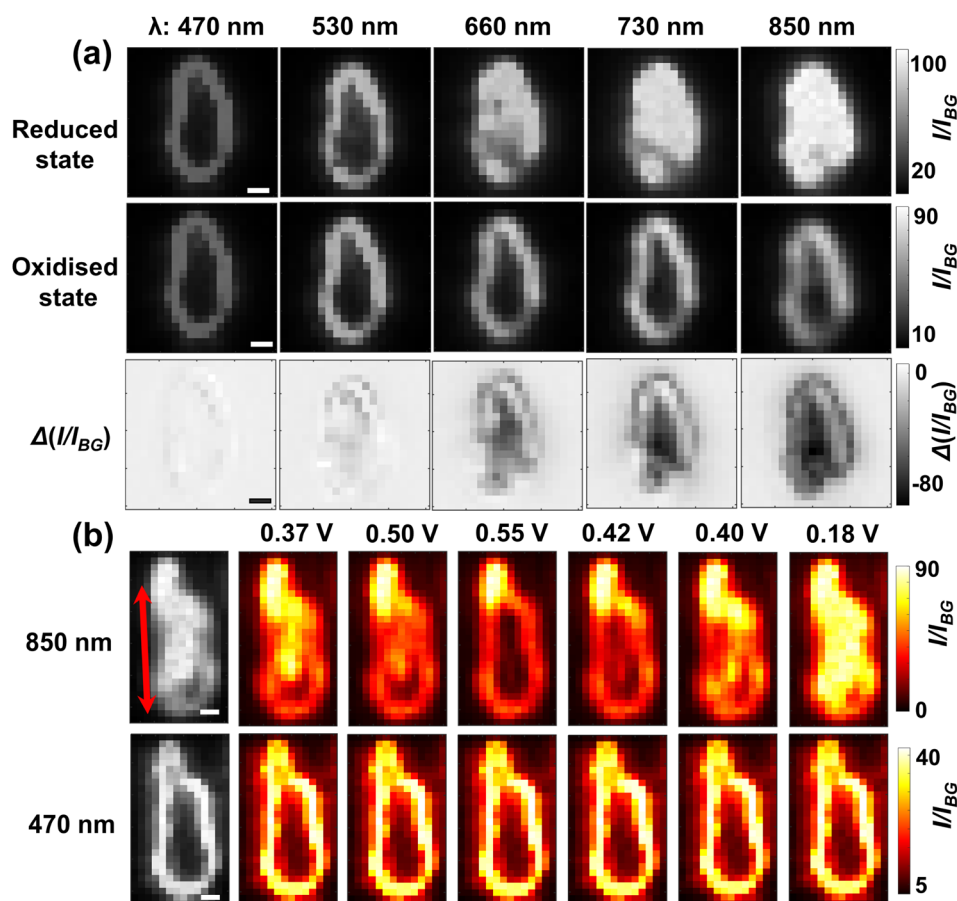 λ: 470 nm 530 nm 660 nm 730 nm 850 nm
(a)
Reduced
state
100
20
I/I_BG
Oxidised
state
90
10
I/I_BG
Δ(I/I_BG)
0
-80
Δ(I/I_BG)
(b)
0.37 V 0.50 V 0.55 V 0.42 V 0.40 V 0.18 V
850 nm
90
0
I/I_BG
470 nm
40
5
I/I_BG